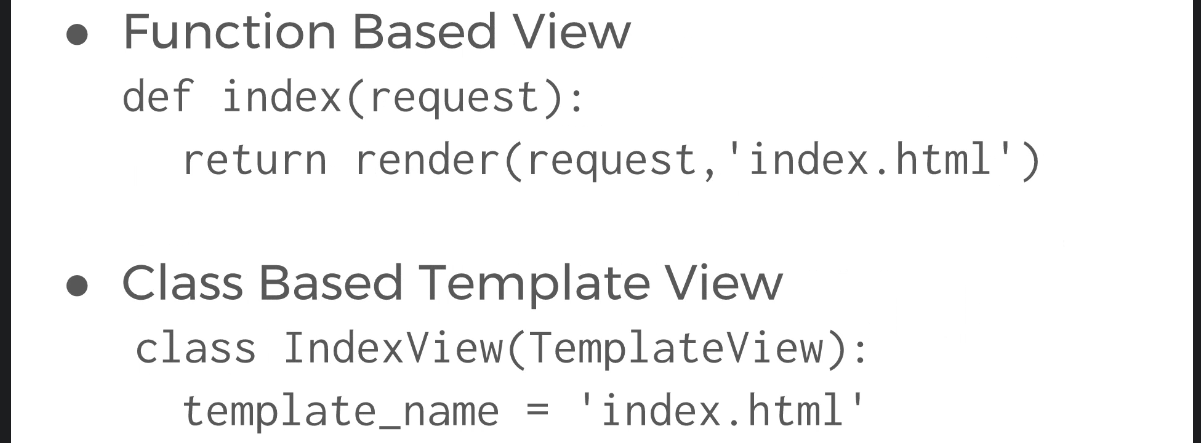 ● Function Based View
def index(request):
return render(request,'index.html')
● Class Based Template View
class IndexView(TemplateView):
template_name = 'index.html'